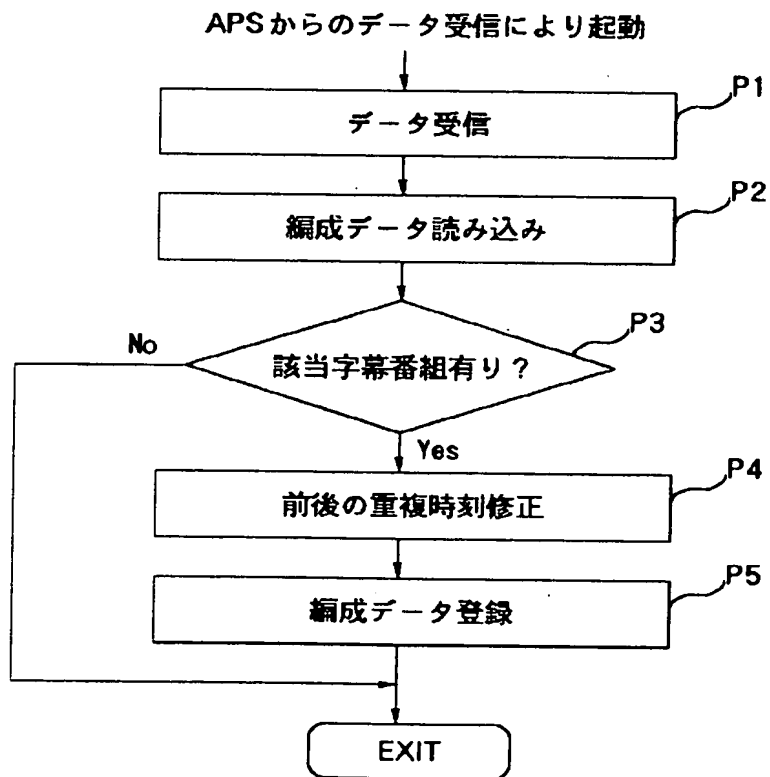 APSからのデータ受信により起動
P1
データ受信
P2
編成データ読み込み
P3
No
該当字幕番組有り？
Yes
P4
前後の重複時刻修正
P5
編成データ登録
EXIT